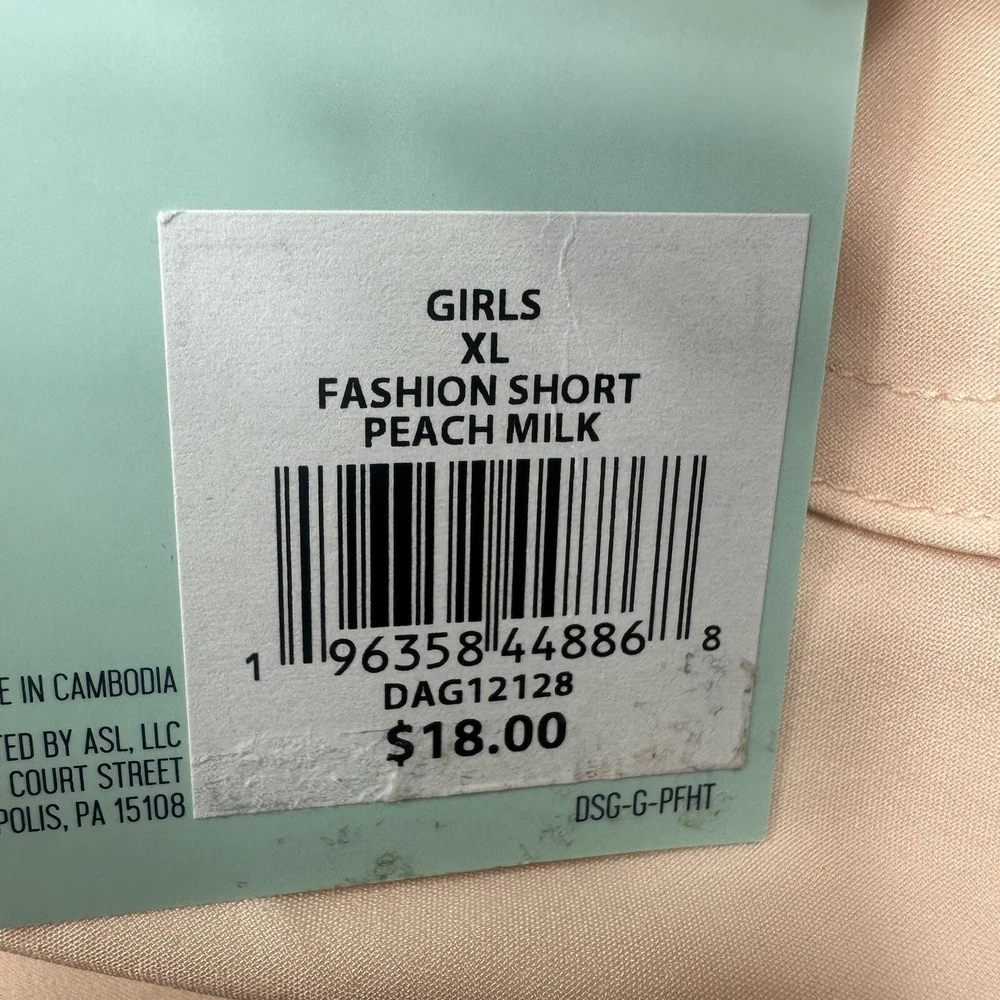 GIRLS
XL
FASHION SHORT
PEACH MILK
1 96358 44886 8
DAG12128
$18.00
E IN CAMBODIA
TED BY ASL, LLC
COURT STREET
POLIS, PA 15108
DSG-G-PFHT